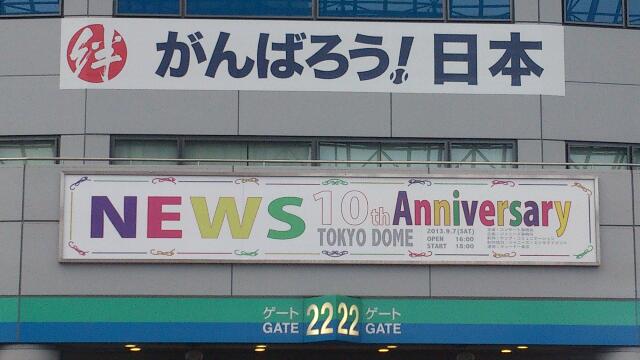 絆 がんばろう!日本
NEWS 10th Anniversary
TOKYO DOME
2013.9.7(SAT)
OPEN 16:00
START 18:00
ゲート 22 22 ゲート
GATE GATE